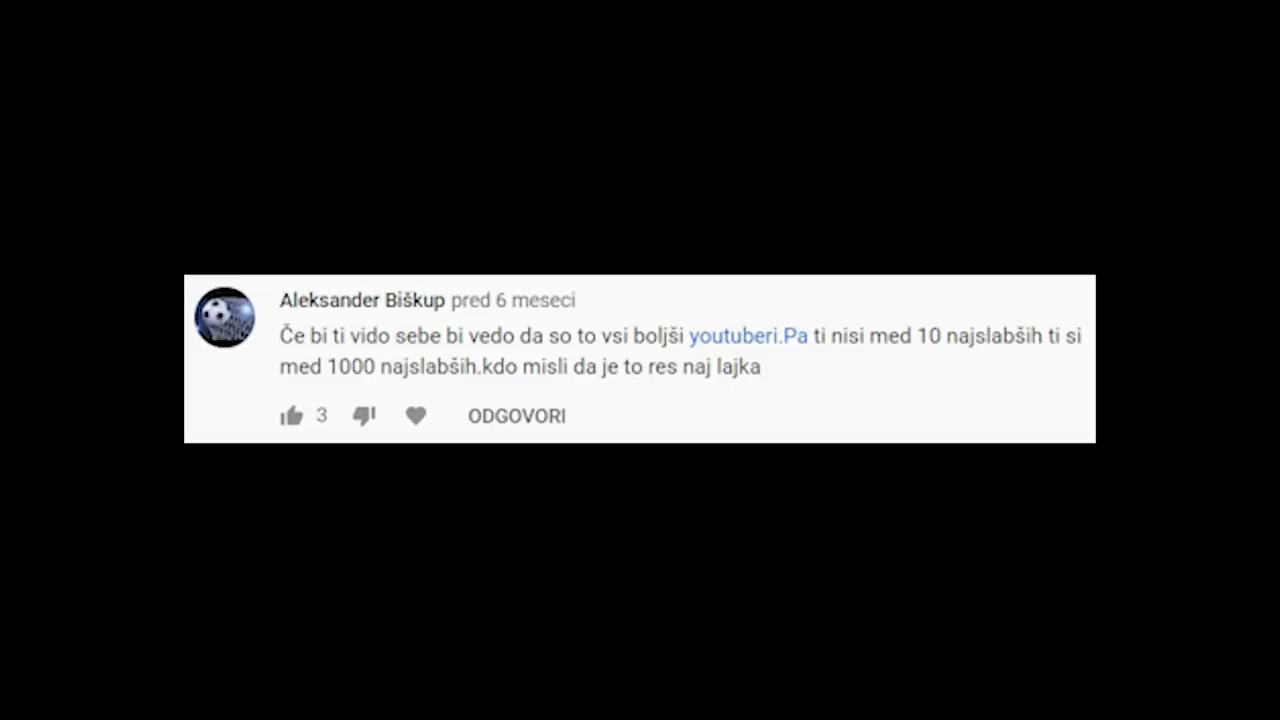 Aleksander Biškup pred 6 meseci
Če bi ti vido sebe bi vedo da so to vsi boljši youtuberi.Pa ti nisi med 10 najslabših ti si
med 1000 najslabših.kdo misli da je to res naj lajka
3 ODGOVORI